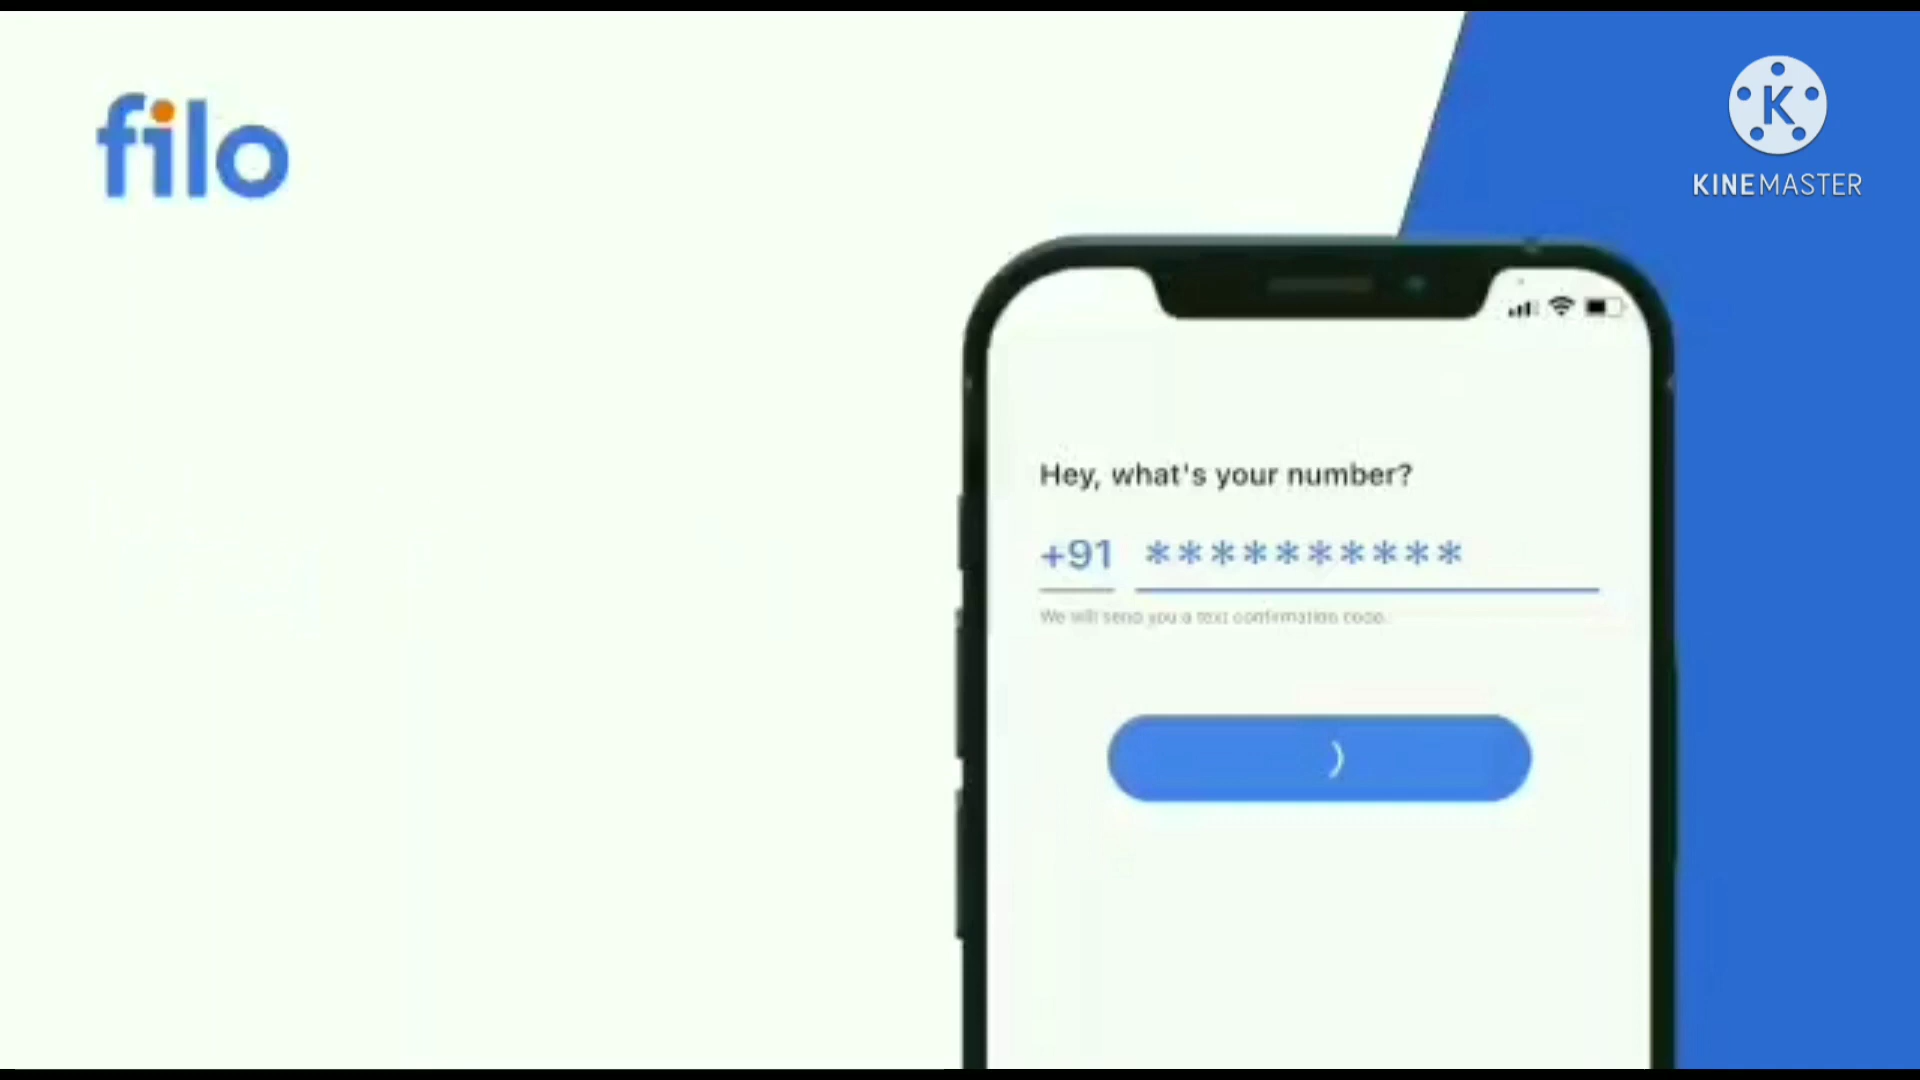 filo
K
KINEMASTER
Hey, what's your number?
+91 **********
We will send you a text confirmation code.